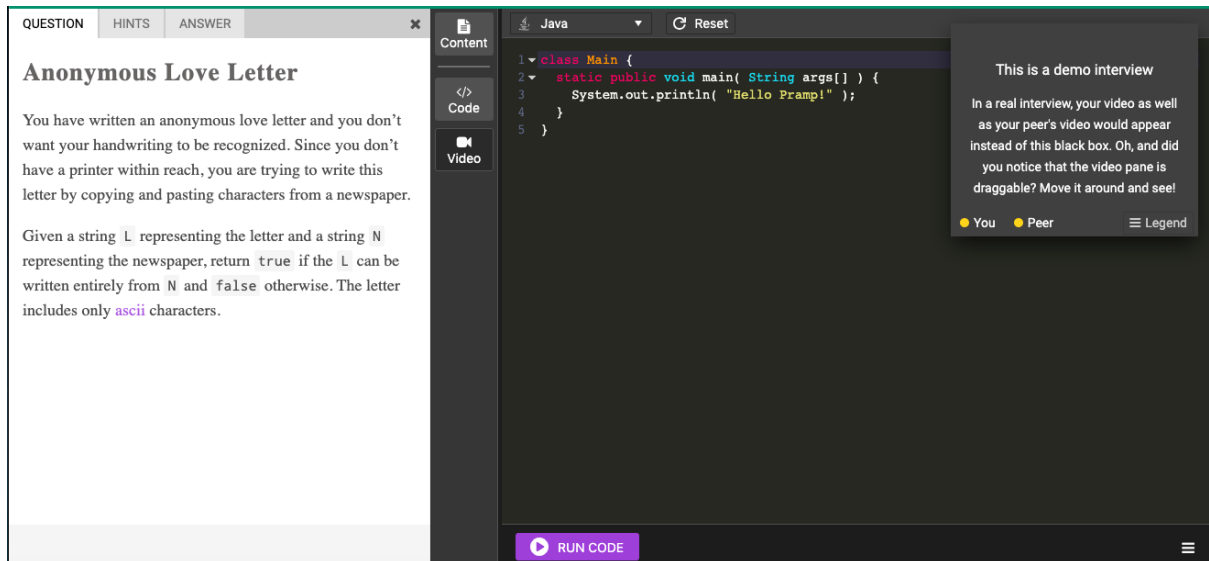 QUESTION
HINTS
ANSWER
Anonymous Love Letter
You have written an anonymous love letter and you don't
want your handwriting to be recognized. Since you don't
have a printer within reach, you are trying to write this
letter by copying and pasting characters from a newspaper.
Given a string L representing the letter and a string N
representing the newspaper, return true if the L can be
written entirely from N and false otherwise. The letter
includes only ascii characters.
Content
</>
Code
Video
Java
Reset
1 class Main {
2 static public void main( String args[] ) {
3 System.out.println( "Hello Pramp!" );
4 }
5 }
This is a demo interview
In a real interview, your video as well
as your peer's video would appear
instead of this black box. Oh, and did
you notice that the video pane is
draggable? Move it around and see!
You
Peer
Legend
RUN CODE